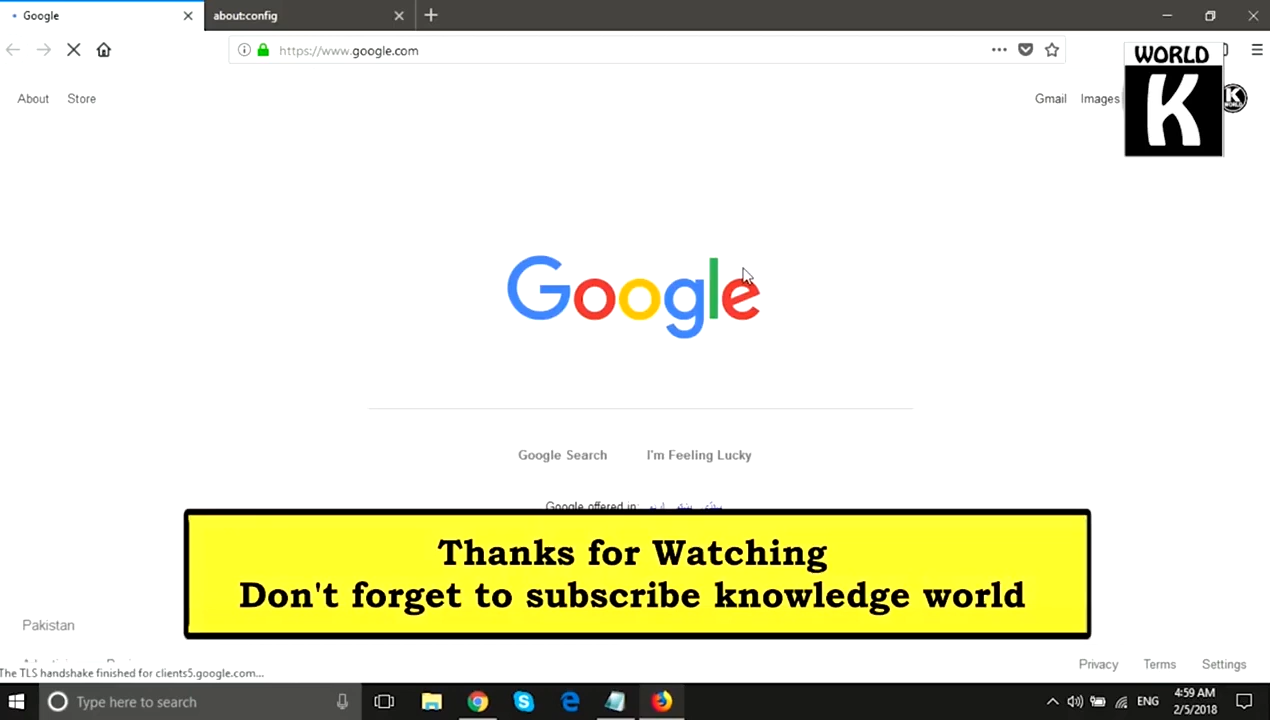 Google
about:config
https://www.google.com
About Store
Gmail Images
WORLD
K
K
WORLD
Google
Google Search I'm Feeling Lucky
Google offered in:
Thanks for Watching
Don't forget to subscribe knowledge world
Pakistan
The TLS handshake finished for clients5.google.com...
Privacy Terms Settings
Type here to search
ENG
4:59 AM
2/5/2018